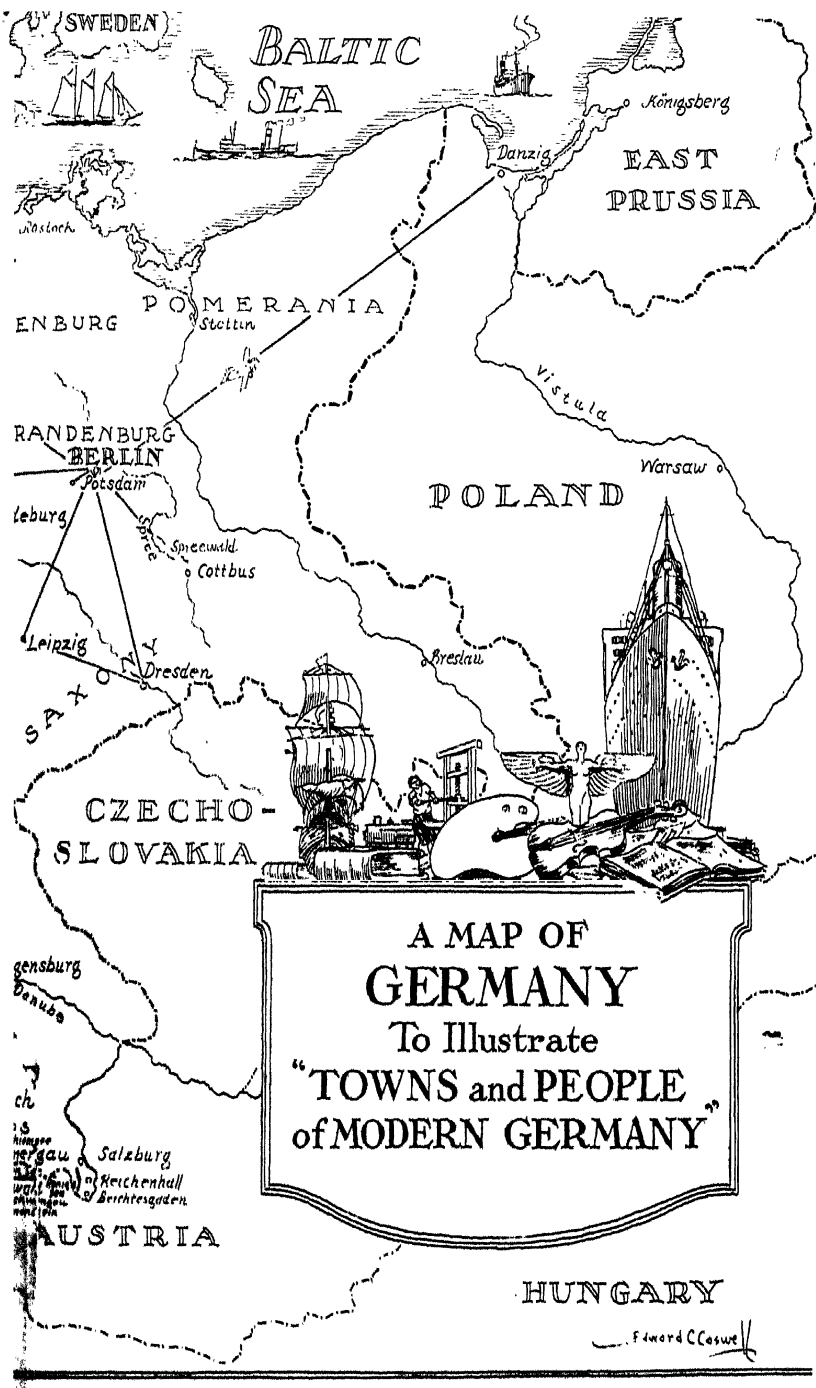 SWEDEN
BALTIC
SEA
Königsberg
Danzig
EAST
PRUSSIA
Rostock
POMERANIA
Stettin
ENBURG
Vistula
RANDENBURG
BERLIN
Potsdam
Warsaw
POLAND
leburg
Spree
Spreewald
Cottbus
Leipzig
Breslau
SAXONY
Dresden
CZECHO-
SLOVAKIA
A MAP OF
GERMANY
To Illustrate
"TOWNS and PEOPLE
of MODERN GERMANY"
gensburg
Danube
ch
Salzburg
Reichenhall
Berchtesgaden
AUSTRIA
HUNGARY
Edward C Caswell